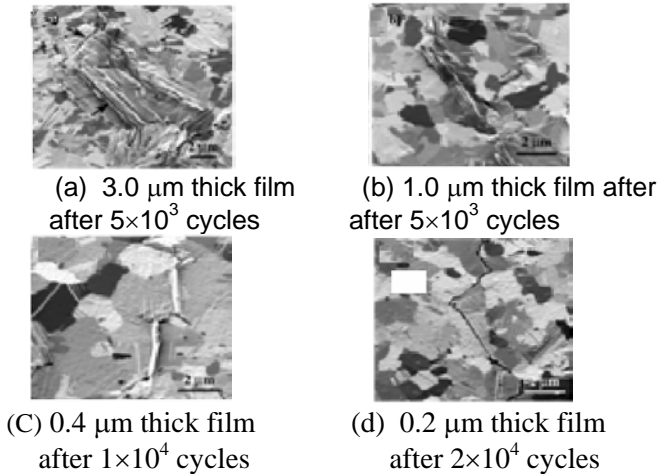 a)
b)
2 μm
2 μm
(a) 3.0 μm thick film
after 5×10³ cycles
(b) 1.0 μm thick film after
after 5×10³ cycles
2 μm
(C) 0.4 μm thick film
after 1×10⁴ cycles
(d) 0.2 μm thick film
after 2×10⁴ cycles